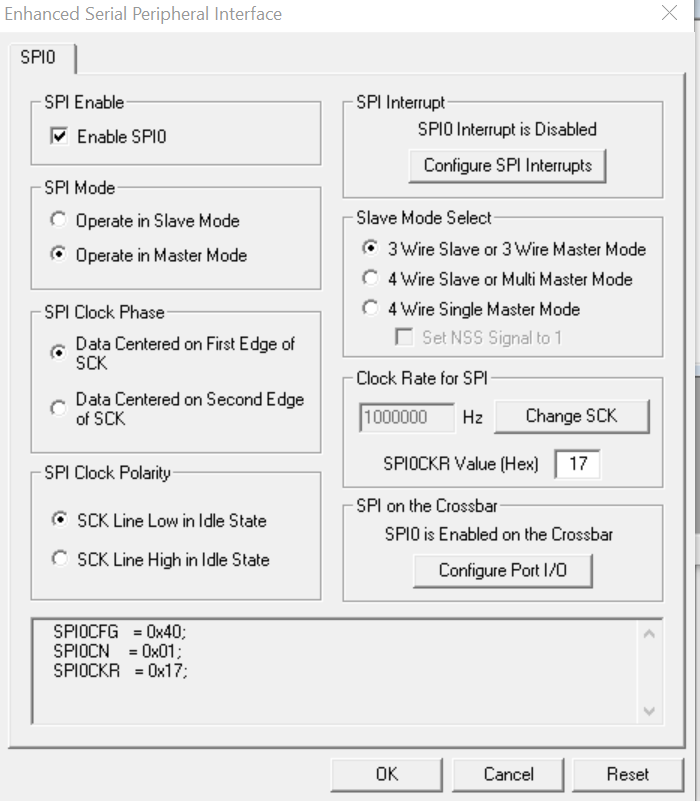 Enhanced Serial Peripheral Interface
SPI0
SPI Enable
Enable SPI0
SPI Mode
Operate in Slave Mode
Operate in Master Mode
SPI Clock Phase
Data Centered on First Edge of
SCK
Data Centered on Second Edge
of SCK
SPI Clock Polarity
SCK Line Low in Idle State
SCK Line High in Idle State
SPI Interrupt
SPI0 Interrupt is Disabled
Configure SPI Interrupts
Slave Mode Select
3 Wire Slave or 3 Wire Master Mode
4 Wire Slave or Multi Master Mode
4 Wire Single Master Mode
Set NSS Signal to 1
Clock Rate for SPI
1000000 Hz Change SCK
SPI0CKR Value (Hex) 17
SPI on the Crossbar
SPI0 is Enabled on the Crossbar
Configure Port I/O
SPI0CFG = 0x40;
SPI0CN = 0x01;
SPI0CKR = 0x17;
OK Cancel Reset